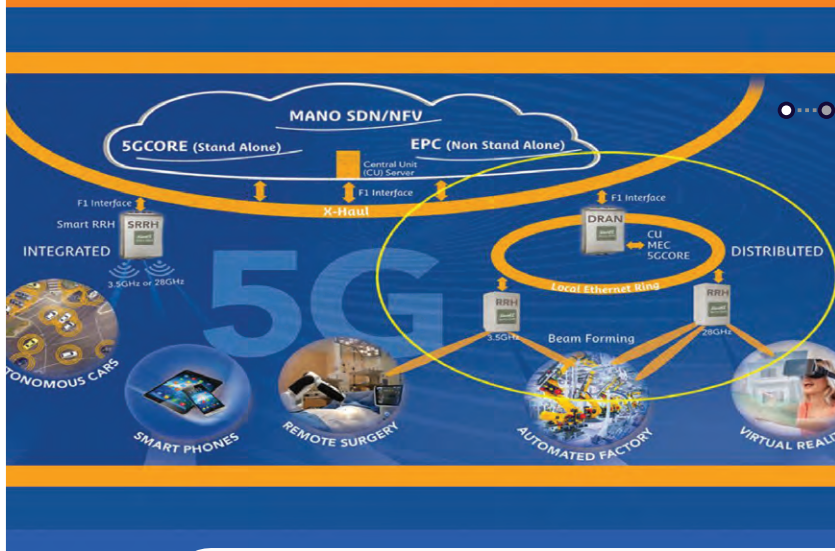 MANO SDN/NFV
5GCORE (Stand Alone)
EPC (Non Stand Alone)
Central Unit
(CU) Server
F1 Interface
X-Haul
F1 Interface
Smart RRH
SRRH
INTEGRATED
3.5GHz or 28GHz
5G
F1 Interface
DRAN
CU
MEC
5GCORE
DISTRIBUTED
Local Ethernet Ring
RRH
3.5GHz
RRH
28GHz
Beam Forming
TONOMOUS CARS
SMART PHONES
REMOTE SURGERY
AUTOMATED FACTORY
VIRTUAL REALI